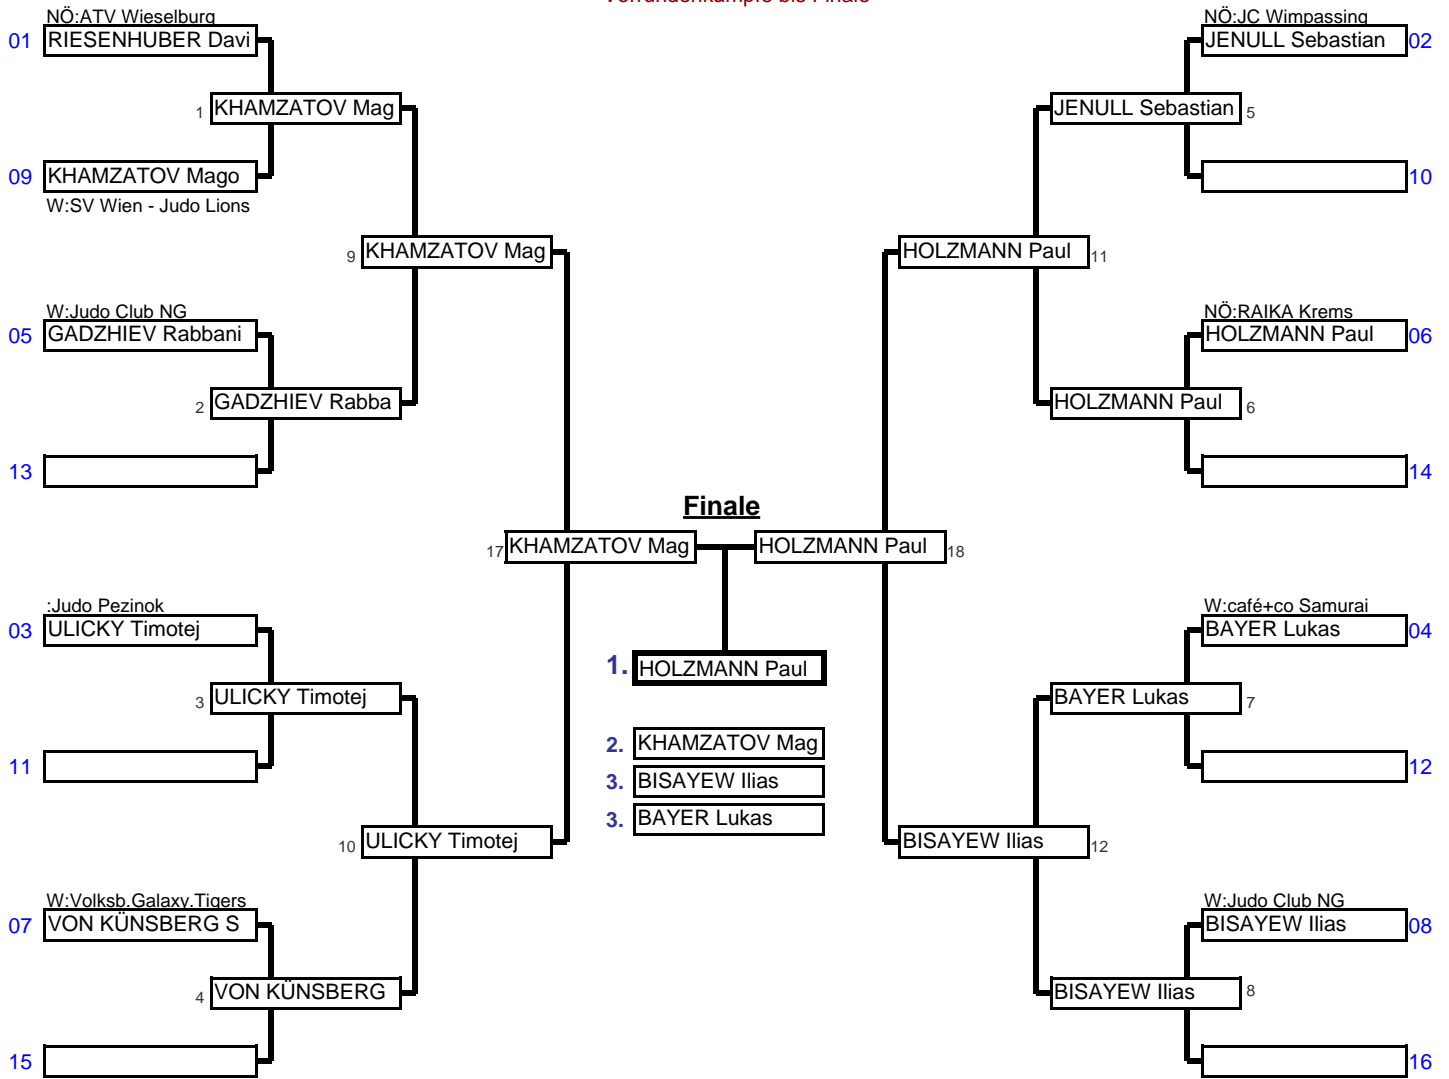 Vorrundenkämpfe bis Finale
NÖ:ATV Wieselburg
01 RIESENHUBER Davi
1 KHAMZATOV Mag
09 KHAMZATOV Mago
W:SV Wien - Judo Lions
9 KHAMZATOV Mag
W:Judo Club NG
05 GADZHIEV Rabbani
2 GADZHIEV Rabba
13
17 KHAMZATOV Mag
:Judo Pezinok
03 ULICKY Timotej
3 ULICKY Timotej
11
10 ULICKY Timotej
W:Volksb.Galaxy.Tigers
07 VON KÜNSBERG S
4 VON KÜNSBERG
15
Finale
1. HOLZMANN Paul
2. KHAMZATOV Mag
3. BISAYEW Ilias
3. BAYER Lukas
NÖ:JC Wimpassing
JENULL Sebastian 02
JENULL Sebastian 5
10
HOLZMANN Paul 11
NÖ:RAIKA Krems
HOLZMANN Paul 06
HOLZMANN Paul 6
14
HOLZMANN Paul 18
W:café+co Samurai
BAYER Lukas 04
BAYER Lukas 7
12
BISAYEW Ilias 12
W:Judo Club NG
BISAYEW Ilias 08
BISAYEW Ilias 8
16